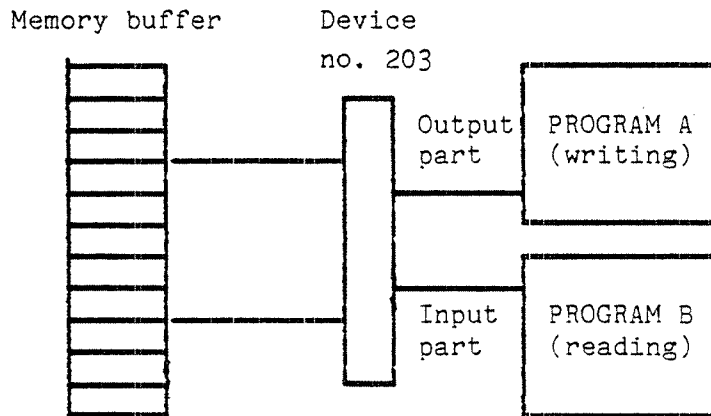 Memory buffer
Device
no. 203
Output
part
PROGRAM A
(writing)
Input
part
PROGRAM B
(reading)